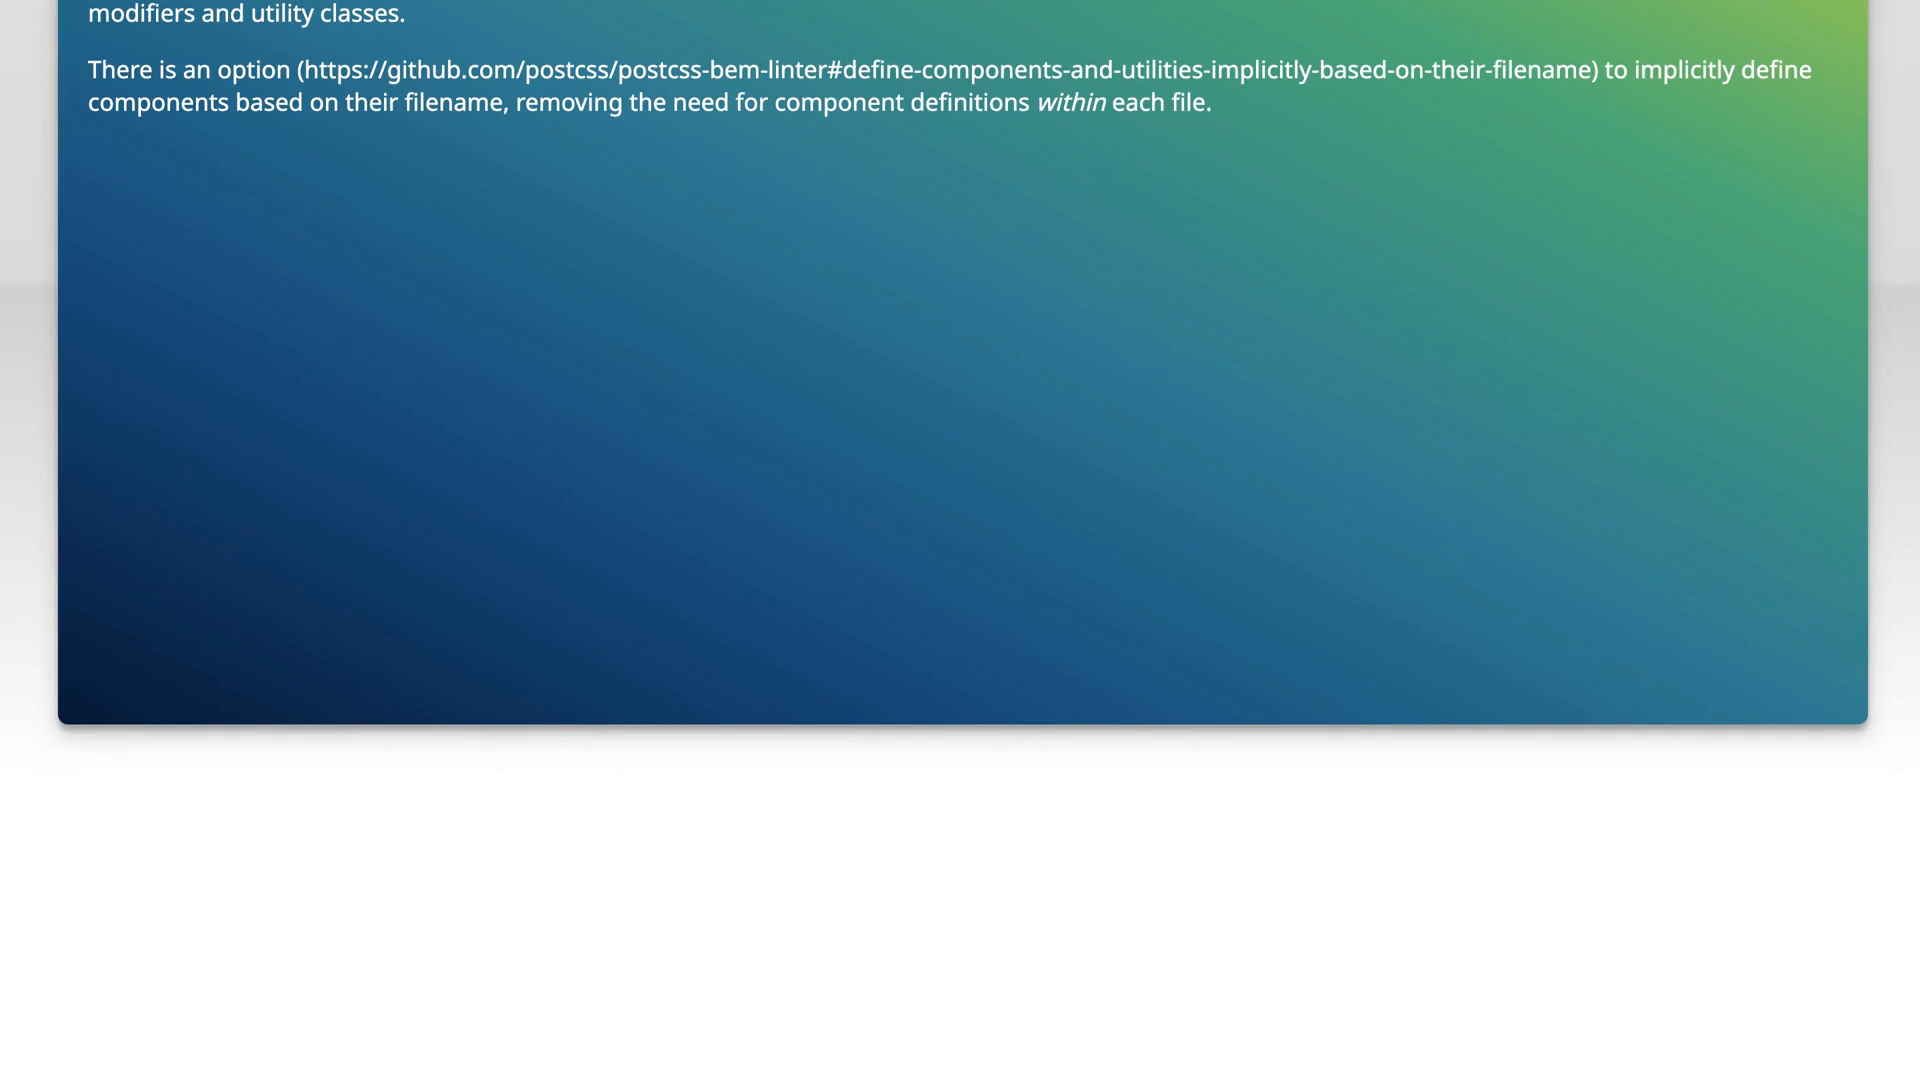 modifiers and utility classes.
There is an option (https://github.com/postcss/postcss-bem-linter#define-components-and-utilities-implicitly-based-on-their-filename) to implicitly define
components based on their filename, removing the need for component definitions within each file.